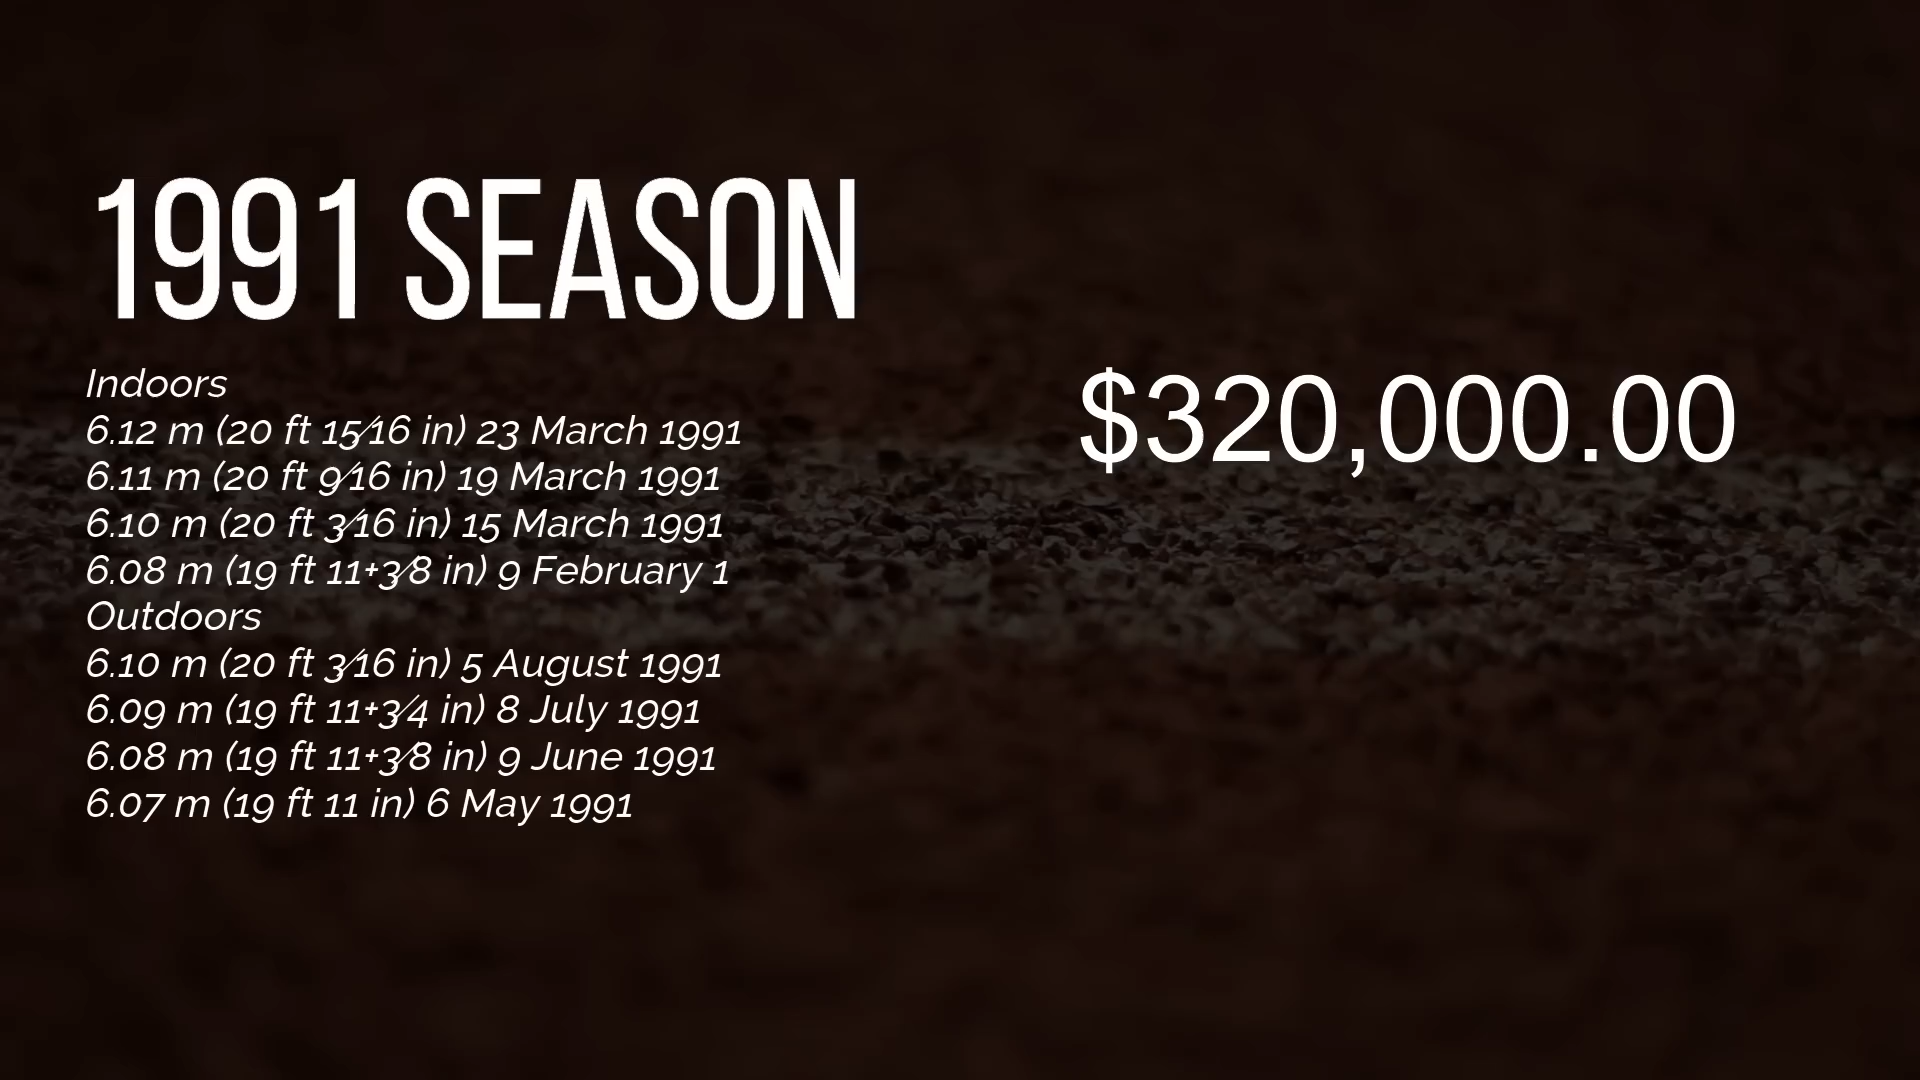 1991 SEASON
Indoors
6.12 m (20 ft 15⁄16 in) 23 March 1991
6.11 m (20 ft 9⁄16 in) 19 March 1991
6.10 m (20 ft 3⁄16 in) 15 March 1991
6.08 m (19 ft 11+3⁄8 in) 9 February 1
Outdoors
6.10 m (20 ft 3⁄16 in) 5 August 1991
6.09 m (19 ft 11+3⁄4 in) 8 July 1991
6.08 m (19 ft 11+3⁄8 in) 9 June 1991
6.07 m (19 ft 11 in) 6 May 1991
$320,000.00